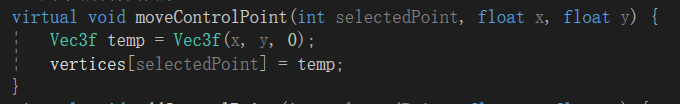 virtual void moveControlPoint(int selectedPoint, float x, float y) {
Vec3f temp = Vec3f(x, y, 0);
vertices[selectedPoint] = temp;
}